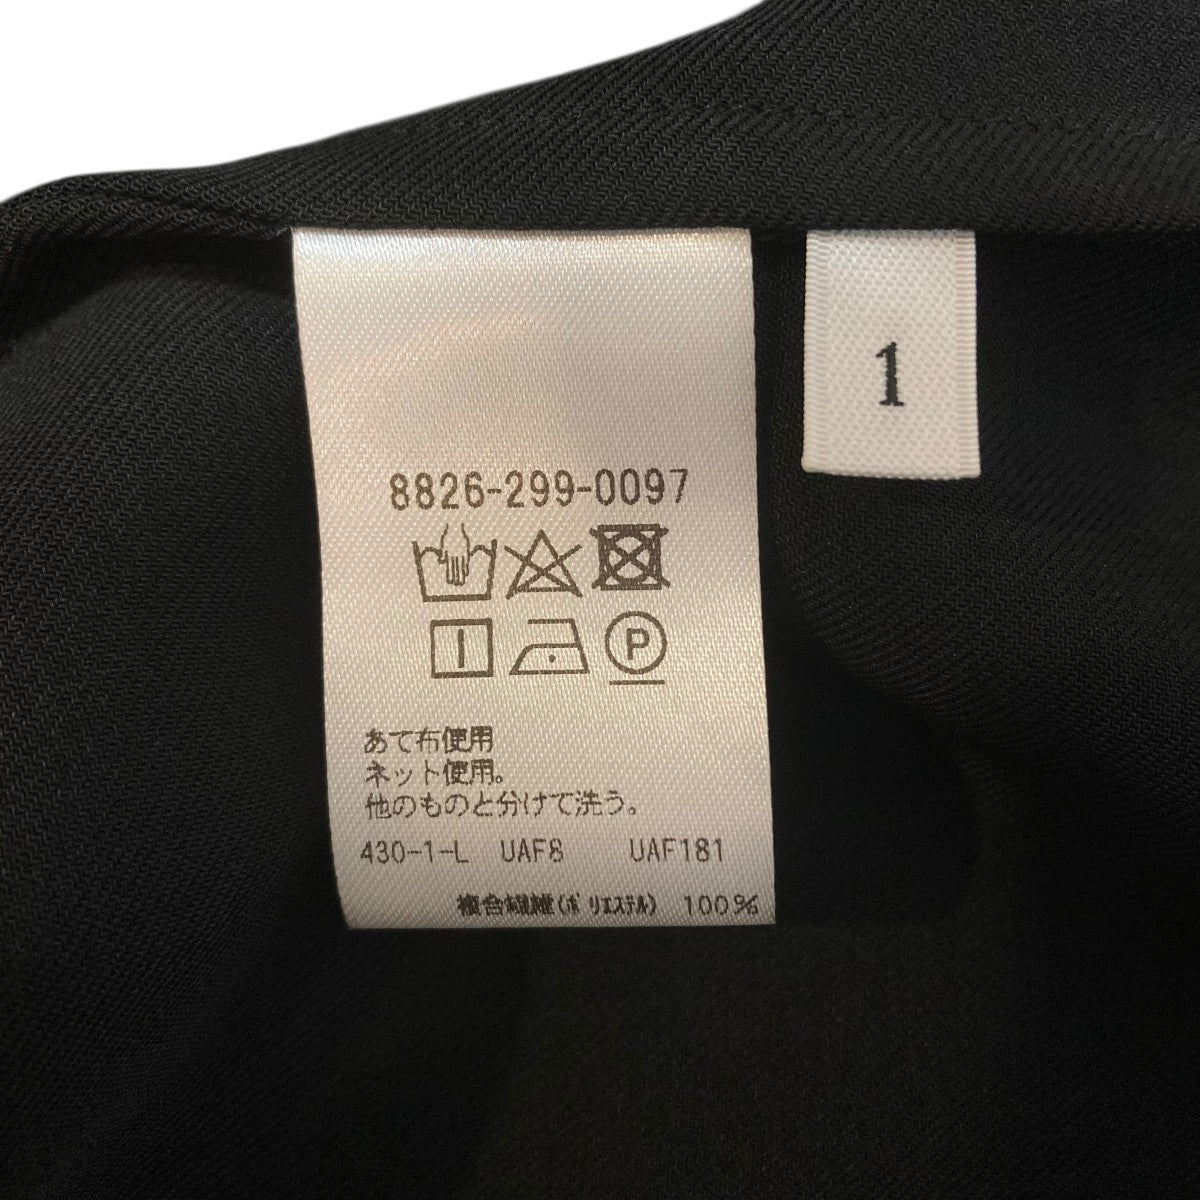 8826-299-0097
P
あて布使用
ネット使用。
他のものと分けて洗う。
430-1-L UAF8 UAF181
複合繊維(ポリエステル) 100%
1